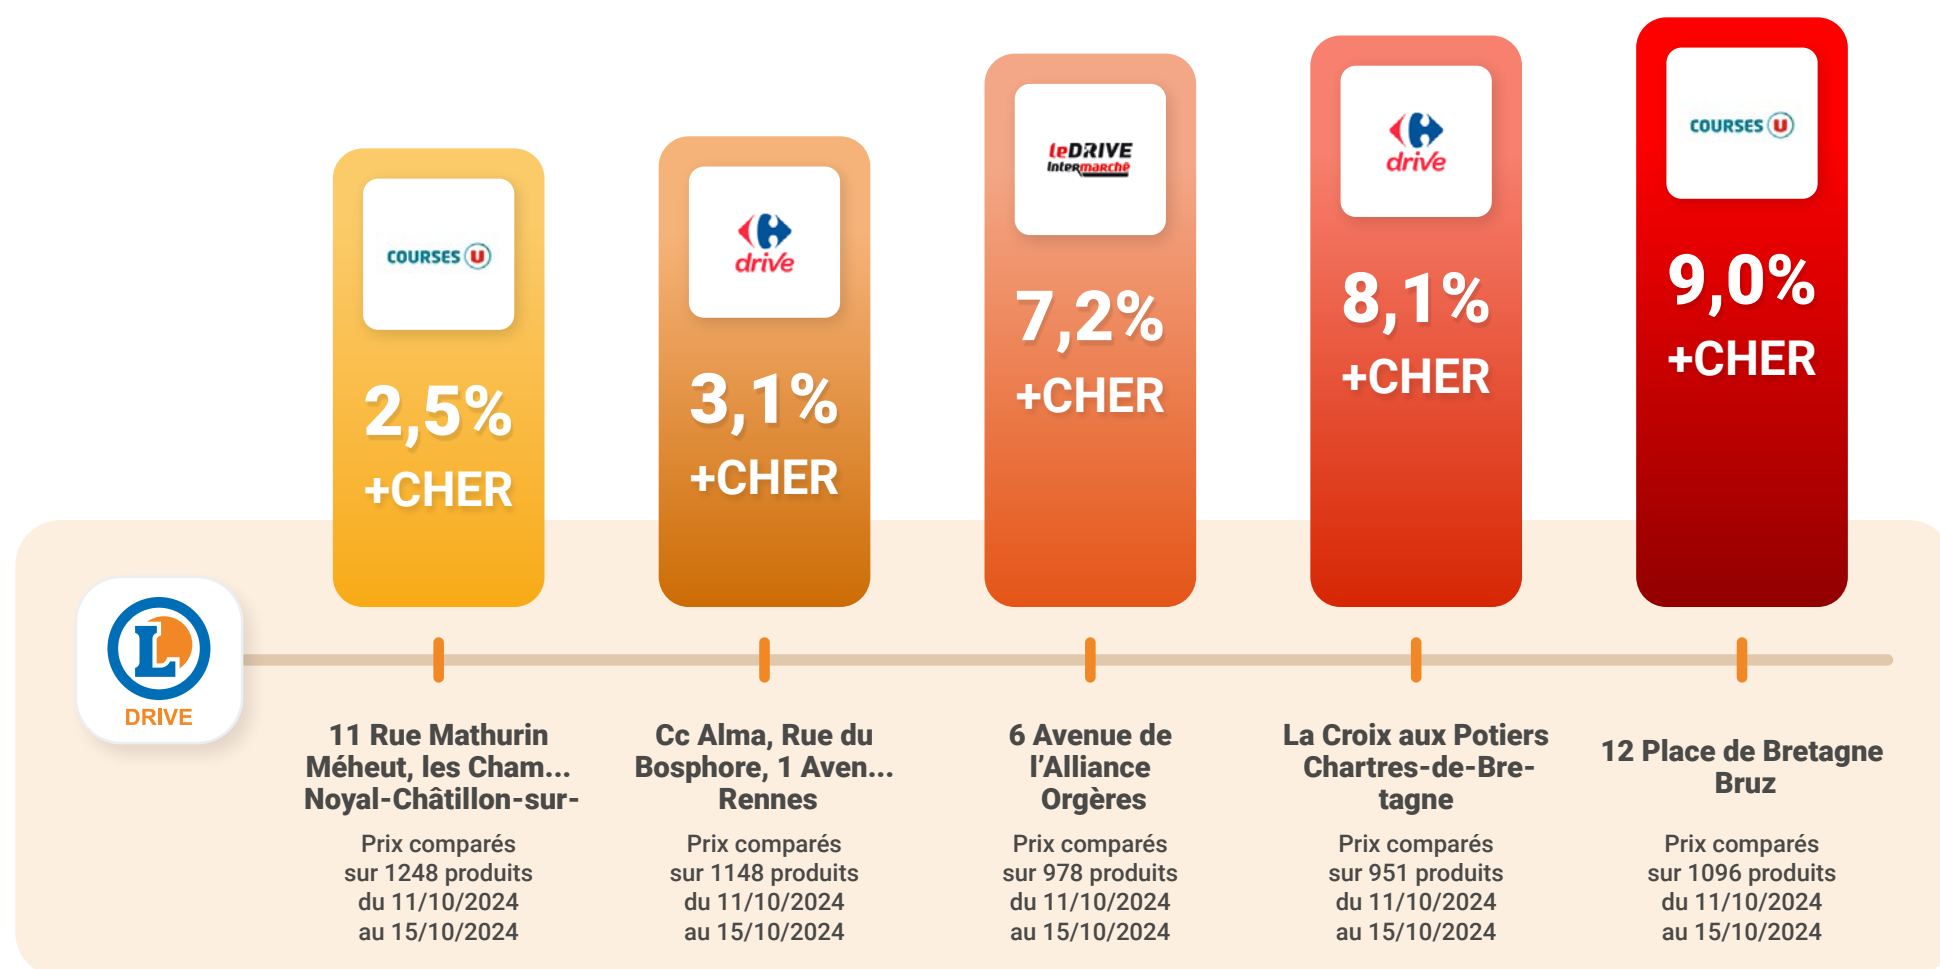 COURSES U
2,5%
+CHER
drive
3,1%
+CHER
leDRIVE
Intermarché
7,2%
+CHER
drive
8,1%
+CHER
COURSES U
9,0%
+CHER
L
DRIVE
11 Rue Mathurin
Méheut, les Cham...
Noyal-Châtillon-sur-
Prix comparés
sur 1248 produits
du 11/10/2024
au 15/10/2024
Cc Alma, Rue du
Bosphore, 1 Aven...
Rennes
Prix comparés
sur 1148 produits
du 11/10/2024
au 15/10/2024
6 Avenue de
l’Alliance
Orgères
Prix comparés
sur 978 produits
du 11/10/2024
au 15/10/2024
La Croix aux Potiers
Chartres-de-Bre-
tagne
Prix comparés
sur 951 produits
du 11/10/2024
au 15/10/2024
12 Place de Bretagne
Bruz
Prix comparés
sur 1096 produits
du 11/10/2024
au 15/10/2024